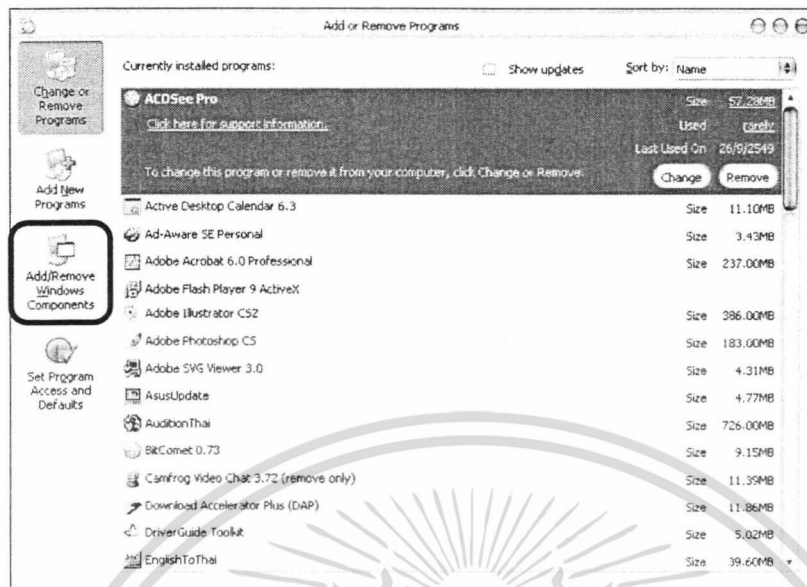 Add or Remove Programs
Currently installed programs:
Show updates
Sort by: Name
Change or
Remove
Programs
Add New
Programs
Add/Remove
Windows
Components
Set Program
Access and
Defaults
ACDSee Pro Size 57.28MB
Click here for support information. Used rarely
Last Used On 26/9/2549
To change this program or remove it from your computer, click Change or Remove. Change Remove
Active Desktop Calendar 6.3 Size 11.10MB
Ad-Aware SE Personal Size 3.43MB
Adobe Acrobat 6.0 Professional Size 237.00MB
Adobe Flash Player 9 ActiveX
Adobe Illustrator CS2 Size 386.00MB
Adobe Photoshop CS Size 183.00MB
Adobe SVG Viewer 3.0 Size 4.31MB
AsusUpdate Size 4.77MB
AuditionThai Size 726.00MB
BitComet 0.73 Size 9.15MB
Camfrog Video Chat 3.72 (remove only) Size 11.39MB
Download Accelerator Plus (DAP) Size 11.86MB
DriverGuide Toolkit Size 5.02MB
EnglishToThai Size 39.60MB